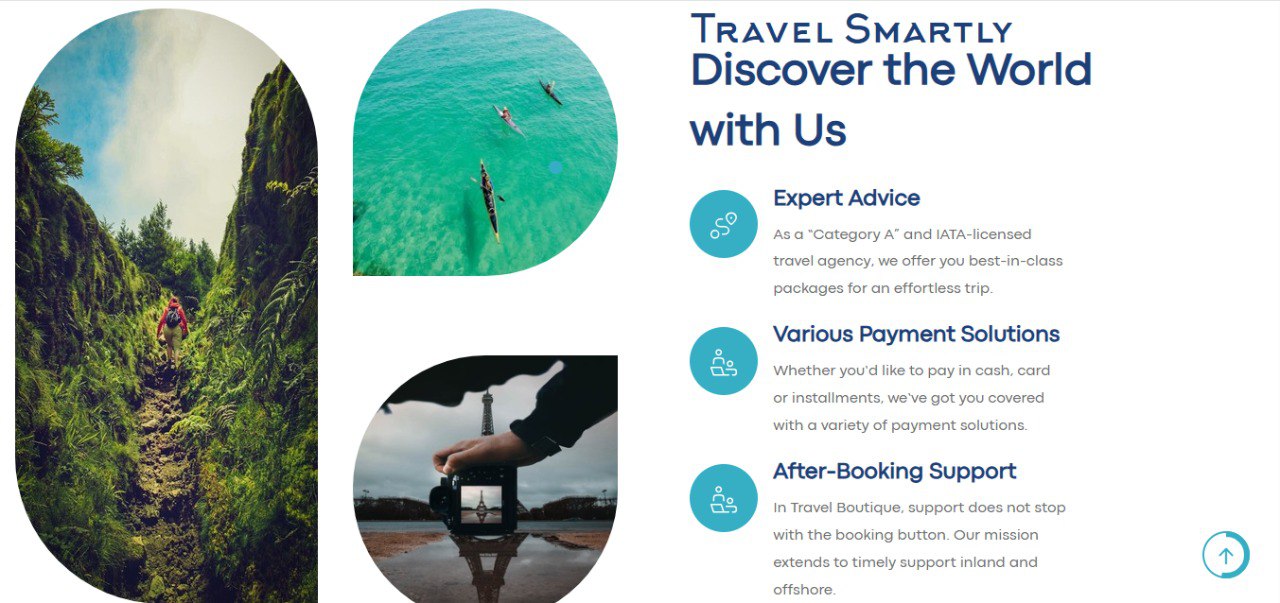 Travel Smartly
Discover the World
with Us
Expert Advice
As a “Category A” and IATA-licensed
travel agency, we offer you best-in-class
packages for an effortless trip.
Various Payment Solutions
Whether you'd like to pay in cash, card
or installments, we've got you covered
with a variety of payment solutions.
After-Booking Support
In Travel Boutique, support does not stop
with the booking button. Our mission
extends to timely support inland and
offshore.